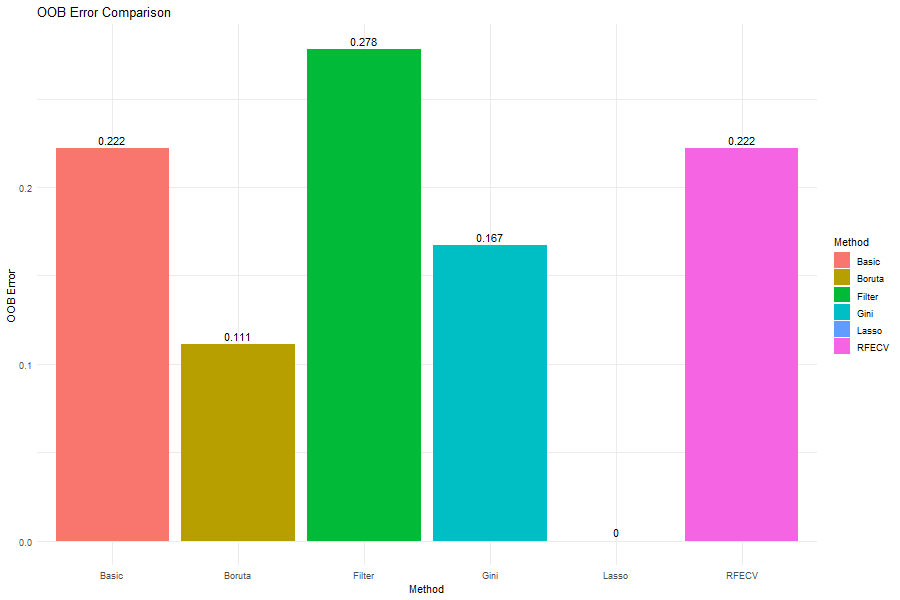 OOB Error Comparison
0.278
0.222
0.222
0.2
0.167
0.111
0.1
0
0.0
OOB Error
Basic
Boruta
Filter
Gini
Lasso
RFECV
Method
Method
Basic
Boruta
Filter
Gini
Lasso
RFECV